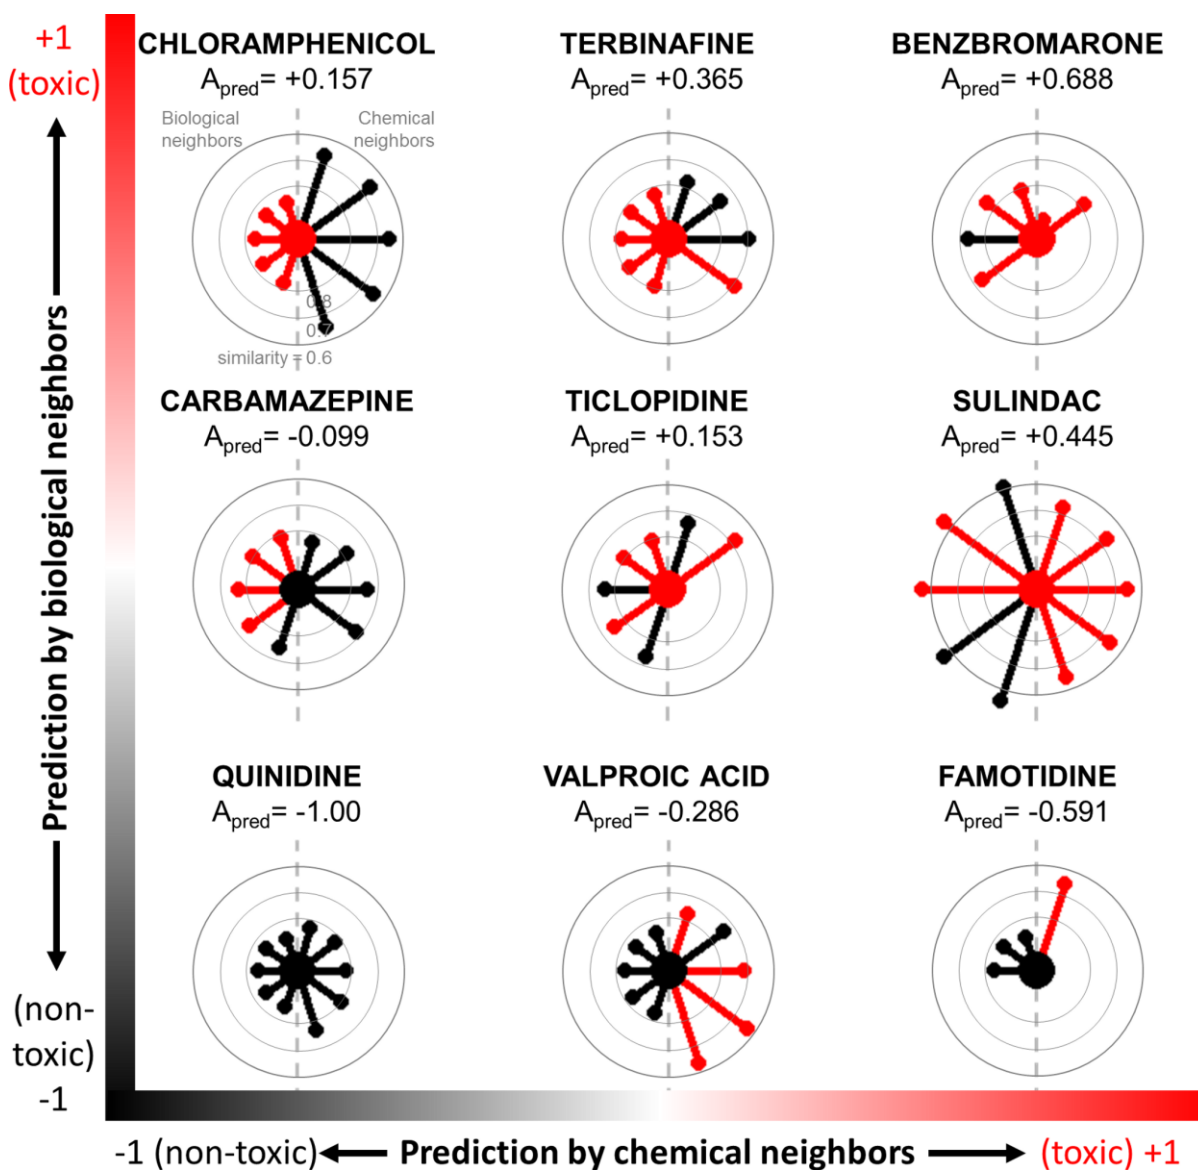 +1
(toxic)
Prediction by biological neighbors
(non-
toxic)
-1
CHLORAMPHENICOL
Apred= +0.157
Biological
neighbors
Chemical
neighbors
0.8
0.7
similarity = 0.6
TERBINAFINE
Apred= +0.365
BENZBROMARONE
Apred= +0.688
CARBAMAZEPINE
Apred= -0.099
TICLOPIDINE
Apred= +0.153
SULINDAC
Apred= +0.445
QUINIDINE
Apred= -1.00
VALPROIC ACID
Apred= -0.286
FAMOTIDINE
Apred= -0.591
-1 (non-toxic) Prediction by chemical neighbors (toxic) +1